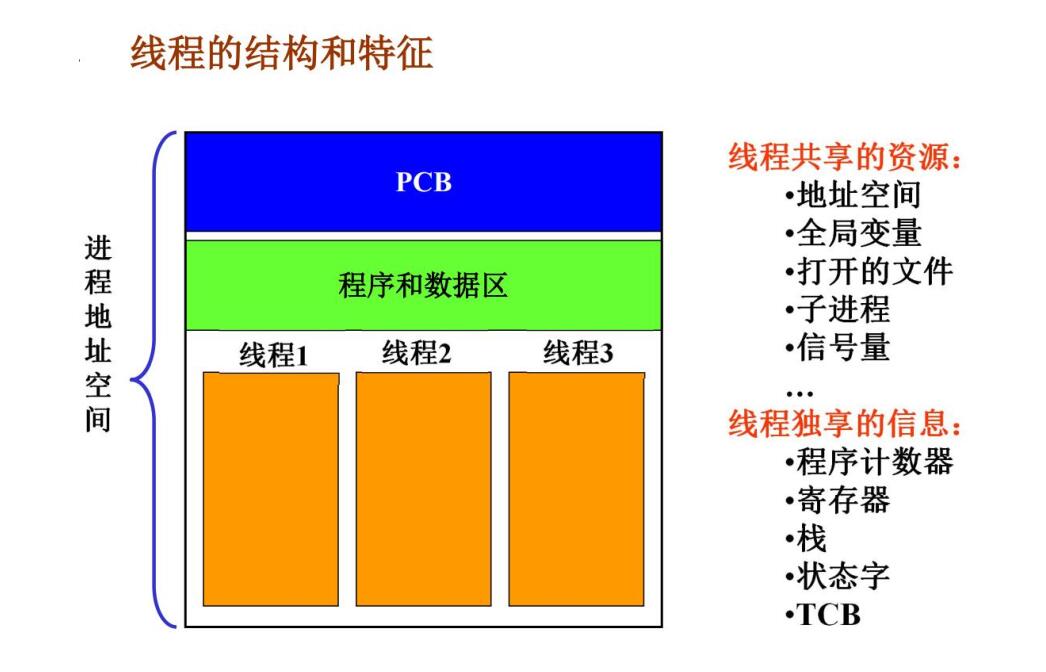 线程的结构和特征
进程地址空间
PCB
程序和数据区
线程1 线程2 线程3
线程共享的资源：
•地址空间
•全局变量
•打开的文件
•子进程
•信号量
…
线程独享的信息：
•程序计数器
•寄存器
•栈
•状态字
•TCB